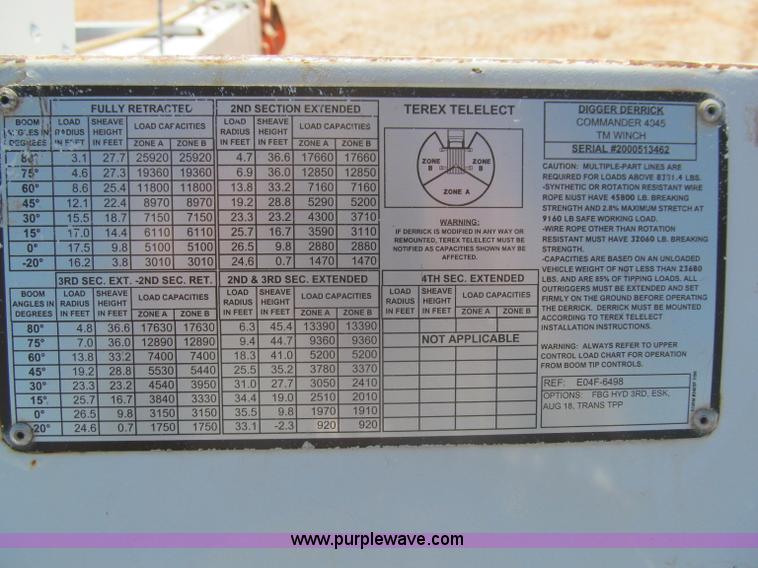 FULLY RETRACTED 2ND SECTION EXTENDED
BOOM ANGLES IN DEGREES LOAD RADIUS IN FEET SHEAVE HEIGHT IN FEET LOAD CAPACITIES ZONE A ZONE B LOAD RADIUS IN FEET SHEAVE HEIGHT IN FEET LOAD CAPACITIES ZONE A ZONE B
80° 3.1 27.7 25920 25920 4.7 36.6 17660 17660
75° 4.6 27.3 19360 19360 6.9 36.0 12850 12850
60° 8.6 25.4 11800 11800 13.8 33.2 7160 7160
45° 12.1 22.4 8970 8970 19.2 28.8 5290 5200
30° 15.5 18.7 7150 7150 23.3 23.2 4300 3710
15° 17.0 14.4 6110 6110 25.7 16.7 3590 3110
0° 17.5 9.8 5100 5100 26.5 9.8 2880 2880
-20° 16.2 3.8 3010 3010 24.6 0.7 1470 1470
TEREX TELELECT
ZONE B
ZONE B
ZONE A
WARNING:
IF DERRICK IS MODIFIED IN ANY WAY OR
REMOUNTED, TEREX TELELECT MUST BE
NOTIFIED AS CAPACITIES SHOWN MAY BE
AFFECTED.
3RD SEC. EXT. -2ND SEC. RET. 2ND & 3RD SEC. EXTENDED 4TH SEC. EXTENDED
BOOM ANGLES IN DEGREES LOAD RADIUS IN FEET SHEAVE HEIGHT IN FEET LOAD CAPACITIES ZONE A ZONE B LOAD RADIUS IN FEET SHEAVE HEIGHT IN FEET LOAD CAPACITIES ZONE A ZONE B LOAD RADIUS IN FEET SHEAVE HEIGHT IN FEET LOAD CAPACITIES ZONE A ZONE B
80° 4.8 36.6 17630 17630 6.3 45.4 13390 13390
75° 7.0 36.0 12890 12890 9.4 44.7 9360 9360
NOT APPLICABLE
60° 13.8 33.2 7400 7400 18.3 41.0 5200 5200
45° 19.2 28.8 5530 5440 25.5 35.2 3780 3370
30° 23.3 23.2 4540 3950 31.0 27.7 3050 2410
15° 25.7 16.7 3840 3330 34.4 19.0 2510 2010
0° 26.5 9.8 3150 3150 35.5 9.8 1970 1910
-20° 24.6 0.7 1750 1750 33.1 -2.3 920 920
DIGGER DERRICK
COMMANDER 4045
TM WINCH
SERIAL #2000513462
CAUTION: MULTIPLE-PART LINES ARE
REQUIRED FOR LOADS ABOVE 8731.4 LBS.
-SYNTHETIC OR ROTATION RESISTANT WIRE
ROPE MUST HAVE 45800 LB. BREAKING
STRENGTH AND 2.8% MAXIMUM STRETCH AT
9160 LB SAFE WORKING LOAD.
-WIRE ROPE OTHER THAN ROTATION
RESISTANT MUST HAVE 32060 LB. BREAKING
STRENGTH.
-CAPACITIES ARE BASED ON AN UNLOADED
VEHICLE WEIGHT OF NOT LESS THAN 23680
LBS. AND ARE 85% OF TIPPING LOADS. ALL
OUTRIGGERS MUST BE EXTENDED AND SET
FIRMLY ON THE GROUND BEFORE OPERATING
THE DERRICK. DERRICK MUST BE MOUNTED
ACCORDING TO TEREX TELELECT
INSTALLATION INSTRUCTIONS.
WARNING: ALWAYS REFER TO UPPER
CONTROL LOAD CHART FOR OPERATION
FROM BOOM TIP CONTROLS.
REF: E04F-6498
OPTIONS: FBG HYD 3RD, ESK,
AUG 18, TRANS TPP
www.purplewave.com